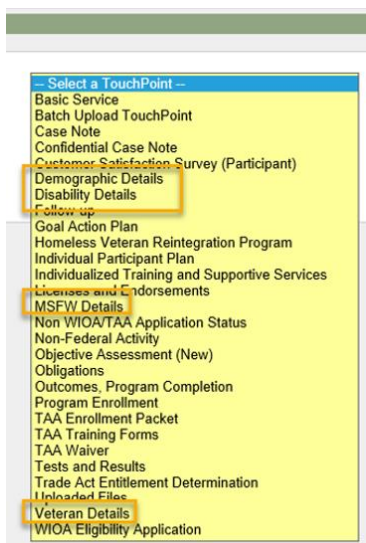 -- Select a TouchPoint --
Basic Service
Batch Upload TouchPoint
Case Note
Confidential Case Note
Customer Satisfaction Survey (Participant)
Demographic Details
Disability Details
Follow-up
Goal Action Plan
Homeless Veteran Reintegration Program
Individual Participant Plan
Individualized Training and Supportive Services
Licenses and Endorsements
MSFW Details
Non WIOA/TAA Application Status
Non-Federal Activity
Objective Assessment (New)
Obligations
Outcomes, Program Completion
Program Enrollment
TAA Enrollment Packet
TAA Training Forms
TAA Waiver
Tests and Results
Trade Act Entitlement Determination
Uploaded Files
Veteran Details
WIOA Eligibility Application